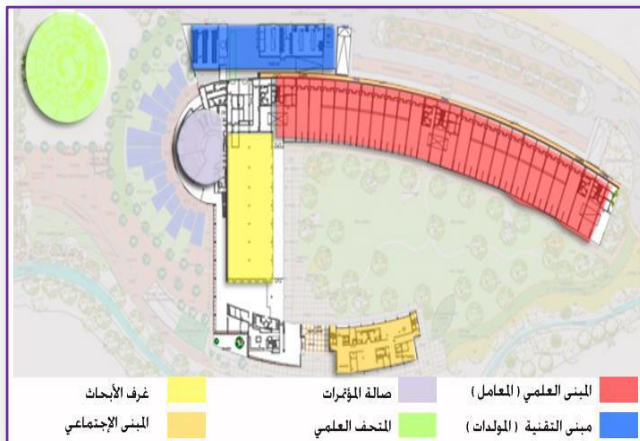 المبنى العلمي ( المعامل )
صالة المؤتمرات
غرف الأبحاث
مبنى التقنية ( المولدات )
المتحف العلمي
المبنى الإجتماعي